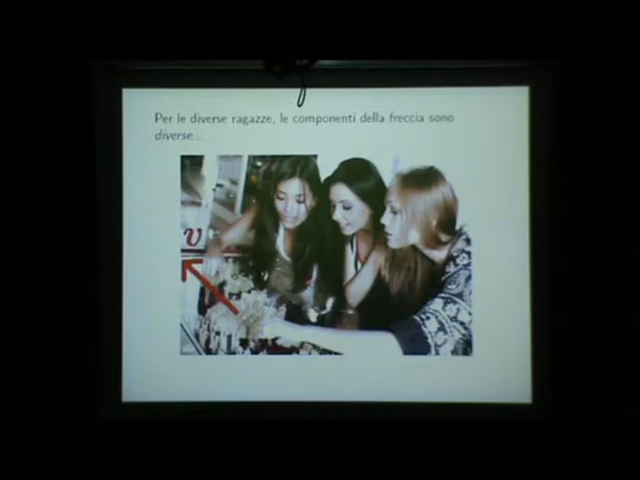 Per le diverse ragazze, le componenti della freccia sono
diverse...
v